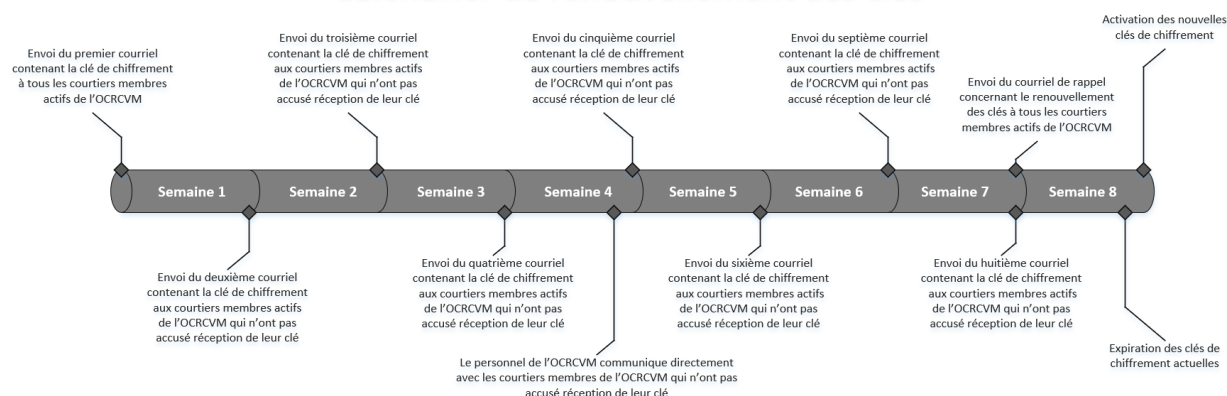 Activation des nouvelles
clés de chiffrement
Envoi du premier courriel
contenant la clé de chiffrement
à tous les courtiers membres
actifs de l'OCRCVM
Envoi du troisième courriel
contenant la clé de chiffrement
aux courtiers membres actifs
de l'OCRCVM qui n'ont pas
accusé réception de leur clé
Envoi du cinquième courriel
contenant la clé de chiffrement
aux courtiers membres actifs
de l'OCRCVM qui n'ont pas
accusé réception de leur clé
Envoi du septième courriel
contenant la clé de chiffrement
aux courtiers membres actifs
de l'OCRCVM qui n'ont pas
accusé réception de leur clé
Envoi du courriel de rappel
concernant le renouvellement
des clés à tous les courtiers
membres actifs de l'OCRCVM
Semaine 1
Semaine 2
Semaine 3
Semaine 4
Semaine 5
Semaine 6
Semaine 7
Semaine 8
Envoi du deuxième courriel
contenant la clé de chiffrement
aux courtiers membres actifs
de l'OCRCVM qui n'ont pas
accusé réception de leur clé
Envoi du quatrième courriel
contenant la clé de chiffrement
aux courtiers membres actifs
de l'OCRCVM qui n'ont pas
accusé réception de leur clé
Envoi du sixième courriel
contenant la clé de chiffrement
aux courtiers membres actifs
de l'OCRCVM qui n'ont pas
accusé réception de leur clé
Envoi du huitième courriel
contenant la clé de chiffrement
aux courtiers membres actifs
de l'OCRCVM qui n'ont pas
accusé réception de leur clé
Expiration des clés de
chiffrement actuelles
Le personnel de l'OCRCVM communique directement
avec les courtiers membres de l'OCRCVM qui n'ont pas
accusé réception de leur clé